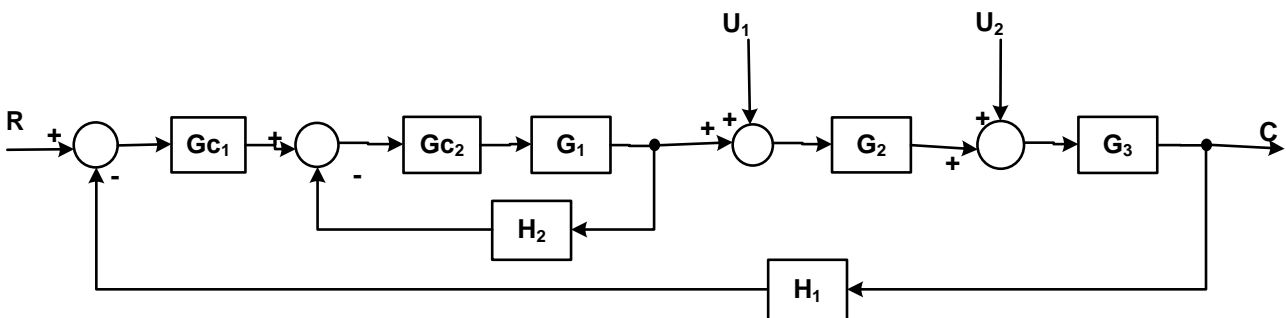 U₁
U₂
R + - Gc₁ + - Gc₂ G₁ + + G₂ + + G₃ C
H₂
H₁